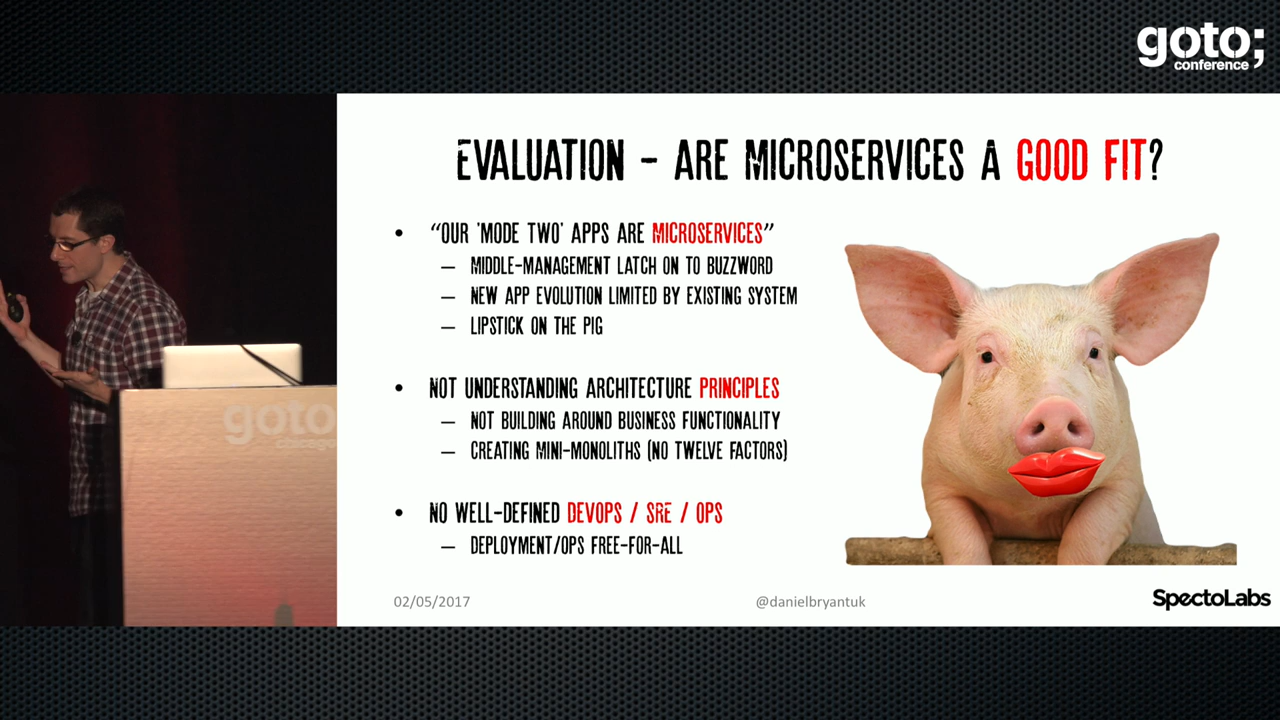 goto;
conference
EVALUATION – ARE MICROSERVICES A GOOD FIT?
• “OUR ‘MODE TWO’ APPS ARE MICROSERVICES”
– MIDDLE-MANAGEMENT LATCH ON TO BUZZWORD
– NEW APP EVOLUTION LIMITED BY EXISTING SYSTEM
– LIPSTICK ON THE PIG
• NOT UNDERSTANDING ARCHITECTURE PRINCIPLES
– NOT BUILDING AROUND BUSINESS FUNCTIONALITY
– CREATING MINI-MONOLITHS (NO TWELVE FACTORS)
• NO WELL-DEFINED DEVOPS / SRE / OPS
– DEPLOYMENT/OPS FREE-FOR-ALL
goto
chicago
02/05/2017
@danielbryantuk
SpectoLabs